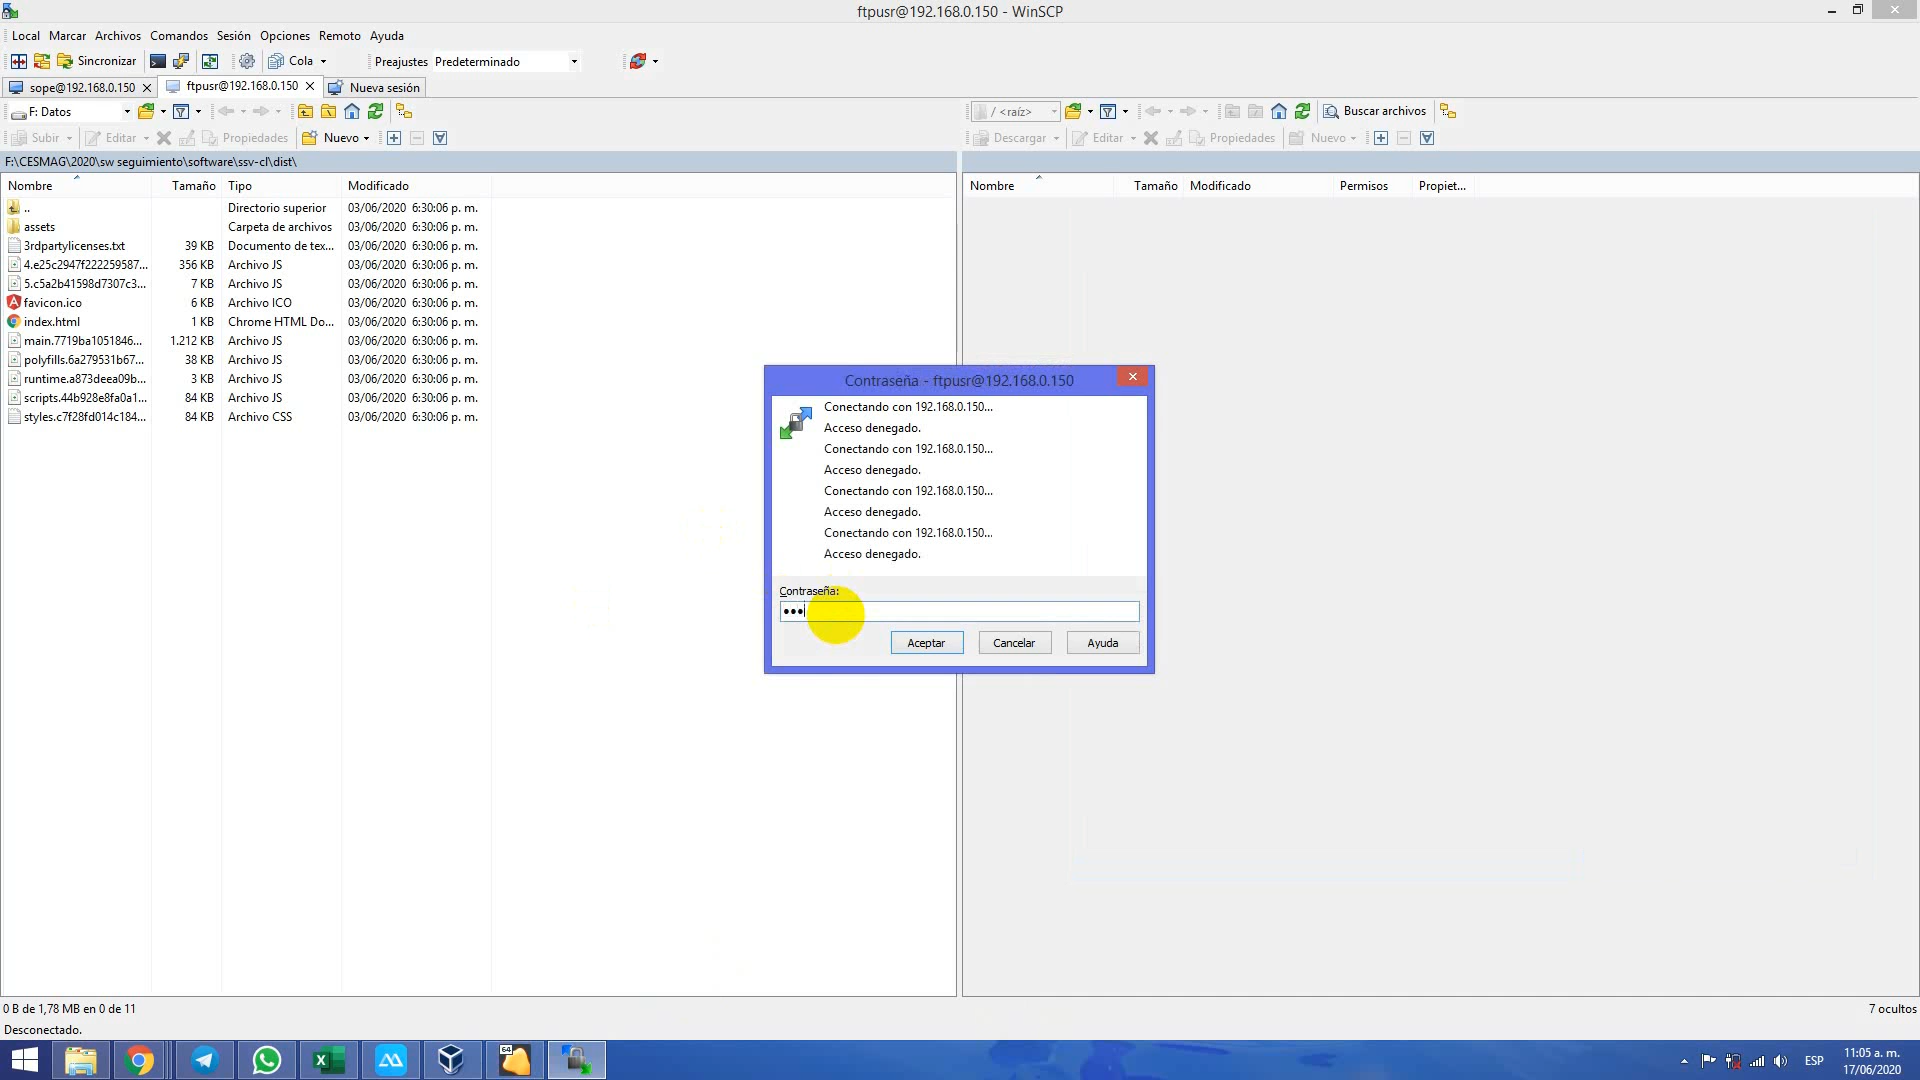 ftpusr@192.168.0.150 - WinSCP
Local Marcar Archivos Comandos Sesión Opciones Remoto Ayuda
Sincronizar Cola Preajustes Predeterminado
sope@192.168.0.150 ftpusr@192.168.0.150 Nueva sesión
F: Datos / <raíz> Buscar archivos
Subir Editar Propiedades Nuevo Descargar Editar Propiedades Nuevo
F:\CESMAG\2020\sw seguimiento\software\ssv-cl\dist\
Nombre Tamaño Tipo Modificado Nombre Tamaño Modificado Permisos Propiet...
.. Directorio superior 03/06/2020 6:30:06 p. m.
assets Carpeta de archivos 03/06/2020 6:30:06 p. m.
3rdpartylicenses.txt 39 KB Documento de tex... 03/06/2020 6:30:06 p. m.
4.e25c2947f222259587... 356 KB Archivo JS 03/06/2020 6:30:06 p. m.
5.c5a2b41598d7307c3... 7 KB Archivo JS 03/06/2020 6:30:06 p. m.
favicon.ico 6 KB Archivo ICO 03/06/2020 6:30:06 p. m.
index.html 1 KB Chrome HTML Do... 03/06/2020 6:30:06 p. m.
main.7719ba1051846... 1.212 KB Archivo JS 03/06/2020 6:30:06 p. m.
polyfills.6a279531b67... 38 KB Archivo JS 03/06/2020 6:30:06 p. m.
runtime.a873deea09b... 3 KB Archivo JS 03/06/2020 6:30:06 p. m.
scripts.44b928e8fa0a1... 84 KB Archivo JS 03/06/2020 6:30:06 p. m.
styles.c7f28fd014c184... 84 KB Archivo CSS 03/06/2020 6:30:06 p. m.
Contraseña - ftpusr@192.168.0.150
Conectando con 192.168.0.150...
Acceso denegado.
Conectando con 192.168.0.150...
Acceso denegado.
Conectando con 192.168.0.150...
Acceso denegado.
Conectando con 192.168.0.150...
Acceso denegado.
Contraseña:
•••
Aceptar Cancelar Ayuda
0 B de 1,78 MB en 0 de 11 7 ocultos
Desconectado.
64
ESP
11:05 a. m.
17/06/2020